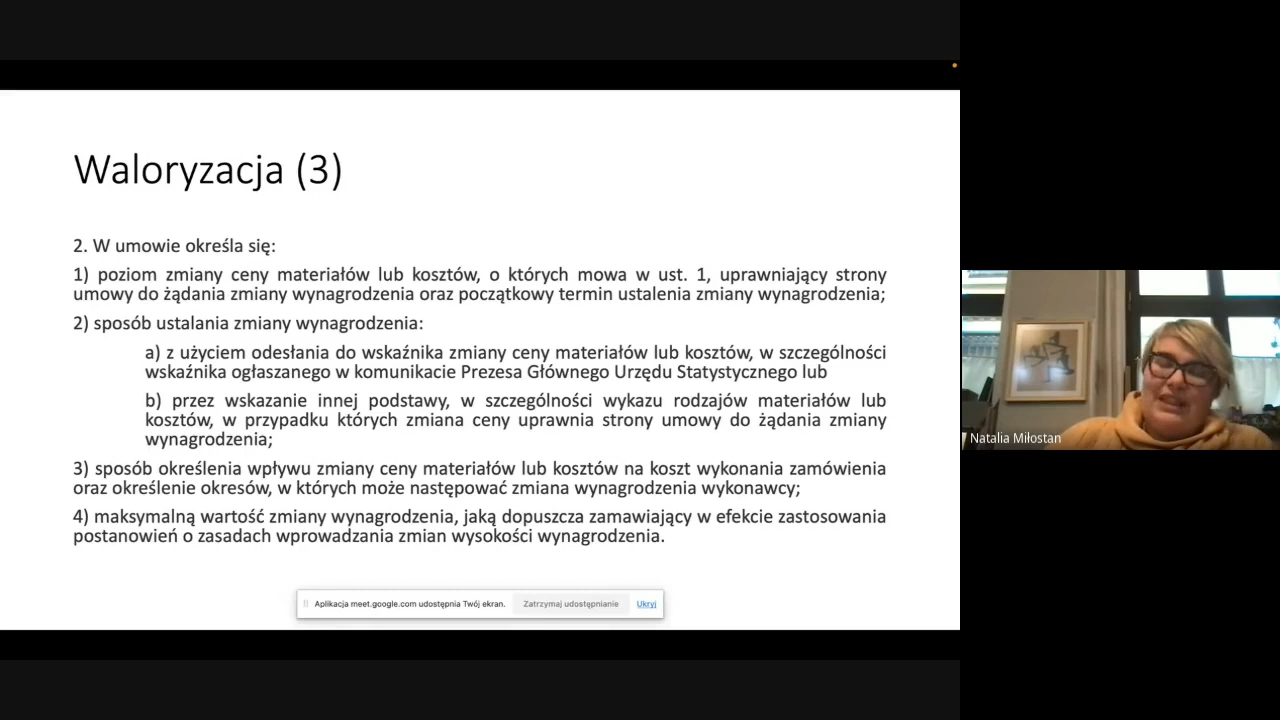 Waloryzacja (3)
2. W umowie określa się:
1) poziom zmiany ceny materiałów lub kosztów, o których mowa w ust. 1, uprawniający strony
umowy do żądania zmiany wynagrodzenia oraz początkowy termin ustalenia zmiany wynagrodzenia;
2) sposób ustalania zmiany wynagrodzenia:
a) z użyciem odesłania do wskaźnika zmiany ceny materiałów lub kosztów, w szczególności
wskaźnika ogłaszanego w komunikacie Prezesa Głównego Urzędu Statystycznego lub
b) przez wskazanie innej podstawy, w szczególności wykazu rodzajów materiałów lub
kosztów, w przypadku których zmiana ceny uprawnia strony umowy do żądania zmiany
wynagrodzenia;
3) sposób określenia wpływu zmiany ceny materiałów lub kosztów na koszt wykonania zamówienia
oraz określenie okresów, w których może następować zmiana wynagrodzenia wykonawcy;
4) maksymalną wartość zmiany wynagrodzenia, jaką dopuszcza zamawiający w efekcie zastosowania
postanowień o zasadach wprowadzania zmian wysokości wynagrodzenia.
Aplikacja meet.google.com udostępnia Twój ekran. Zatrzymaj udostępnianie Ukryj
Natalia Miłostan